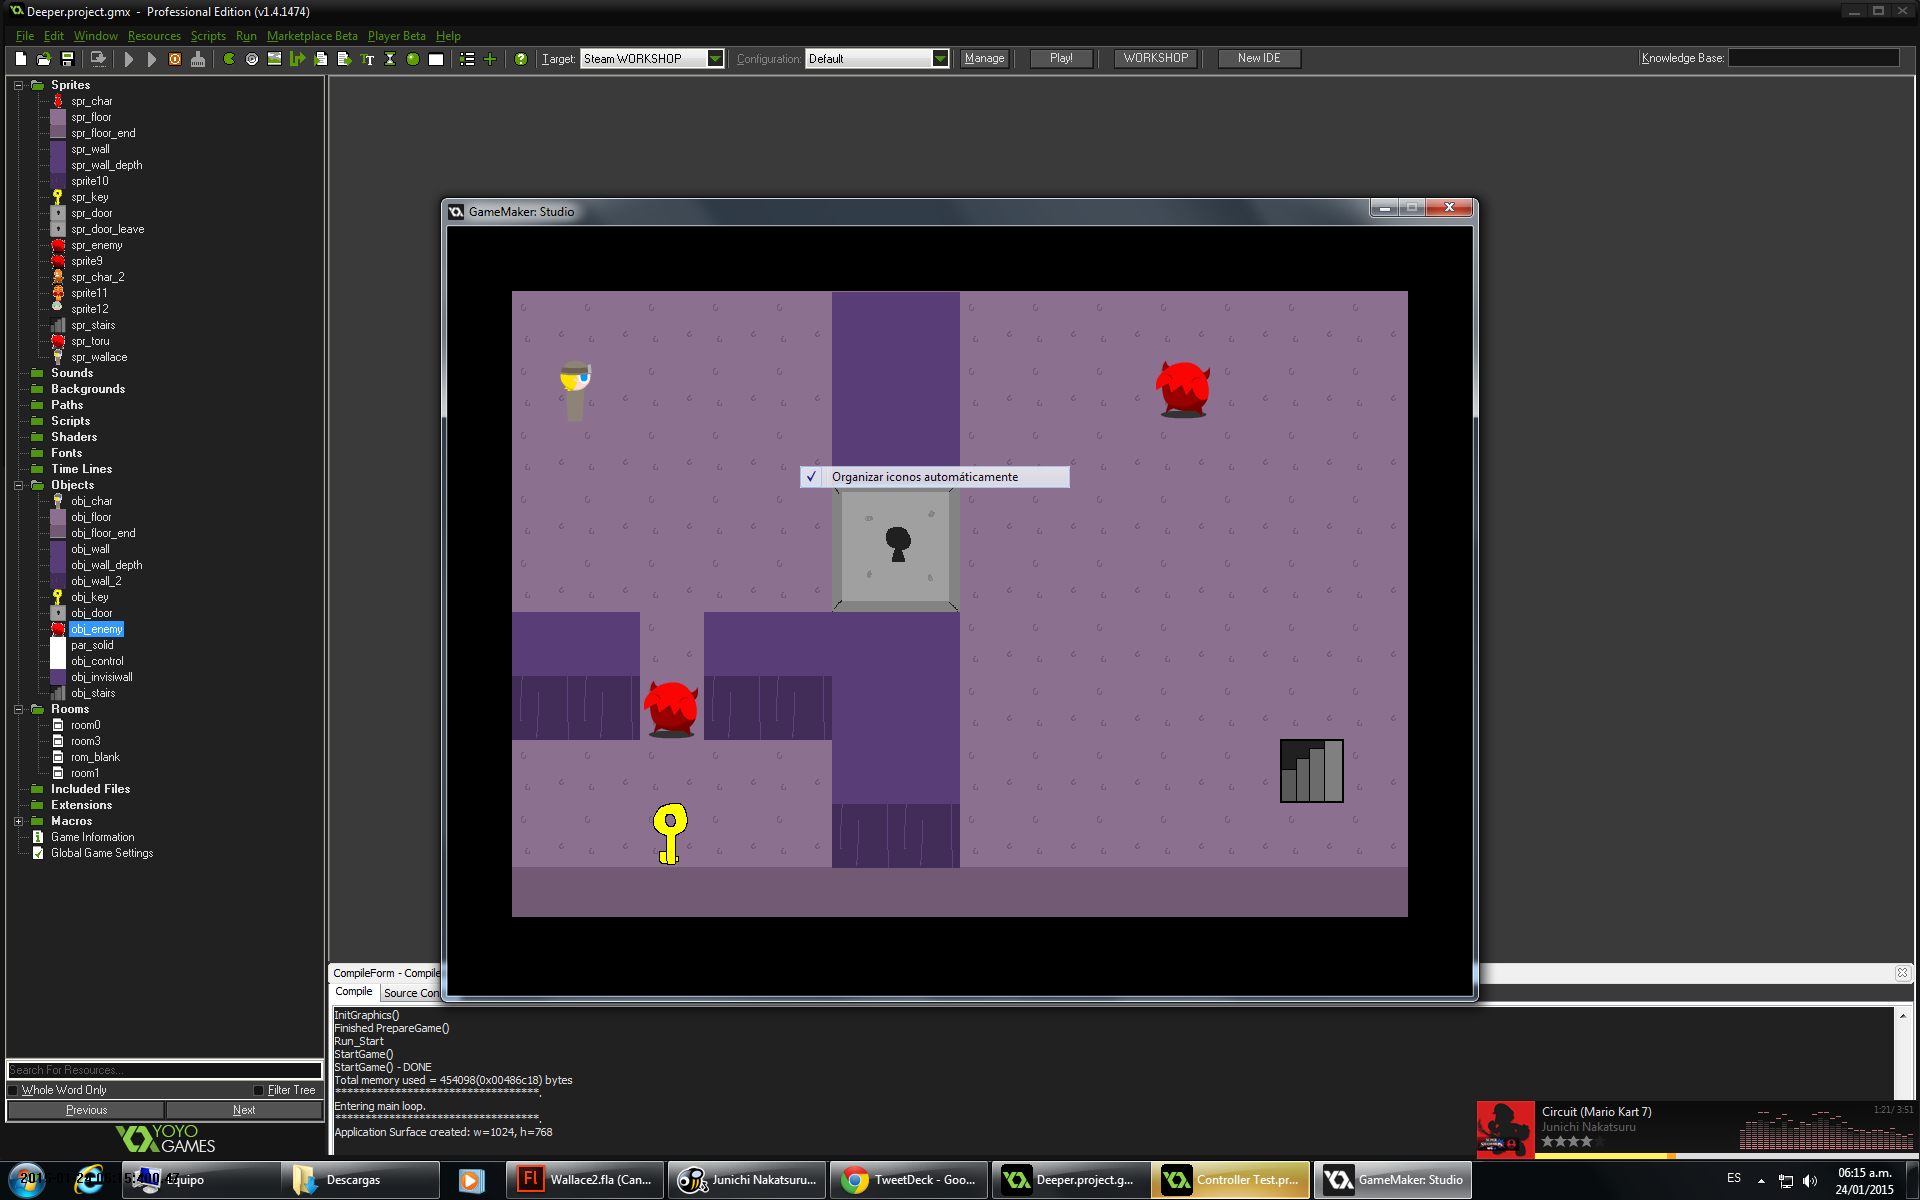 Deeper.project.gmx - Professional Edition (v1.4.1474)
File Edit Window Resources Scripts Run Marketplace Beta Player Beta Help
Target: Steam WORKSHOP Configuration: Default Manage Play! WORKSHOP New IDE Knowledge Base:
Sprites
spr_char
spr_floor
spr_floor_end
spr_wall
spr_wall_depth
sprite10
spr_key
spr_door
spr_door_leave
spr_enemy
sprite9
spr_char_2
sprite11
sprite12
spr_stairs
spr_toru
spr_wallace
Sounds
Backgrounds
Paths
Scripts
Shaders
Fonts
Time Lines
Objects
obj_char
obj_floor
obj_floor_end
obj_wall
obj_wall_depth
obj_wall_2
obj_key
obj_door
obj_enemy
par_solid
obj_control
obj_invisiwall
obj_stairs
Rooms
room0
room3
rom_blank
room1
Included Files
Extensions
Macros
Game Information
Global Game Settings
Search For Resources...
Whole Word Only Filter Tree
Previous Next
YOYO
GAMES
GameMaker: Studio
Organizar iconos automáticamente
CompileForm - Compile
Compile Source Con
InitGraphics()
Finished PrepareGame()
Run_Start
StartGame()
StartGame() - DONE
Total memory used = 454098(0x00486c18) bytes
**********************************.
Entering main loop.
**********************************.
Application Surface created: w=1024, h=768
Circuit (Mario Kart 7) 1:21/ 3:51
Junichi Nakatsuru
Equipo
Descargas
Wallace2.fla (Can...
Junichi Nakatsuru...
TweetDeck - Goo...
Deeper.project.g...
Controller Test.pr...
GameMaker: Studio
ES
06:15 a.m.
24/01/2015